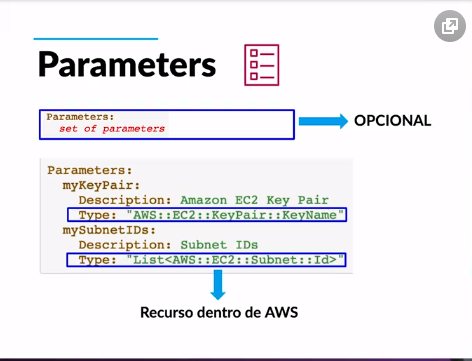 Parameters
Parameters:
set of parameters
OPCIONAL
Parameters:
myKeyPair:
Description: Amazon EC2 Key Pair
Type: "AWS::EC2::KeyPair::KeyName"
mySubnetIDs:
Description: Subnet IDs
Type: "List<AWS::EC2::Subnet::Id>"
Recurso dentro de AWS